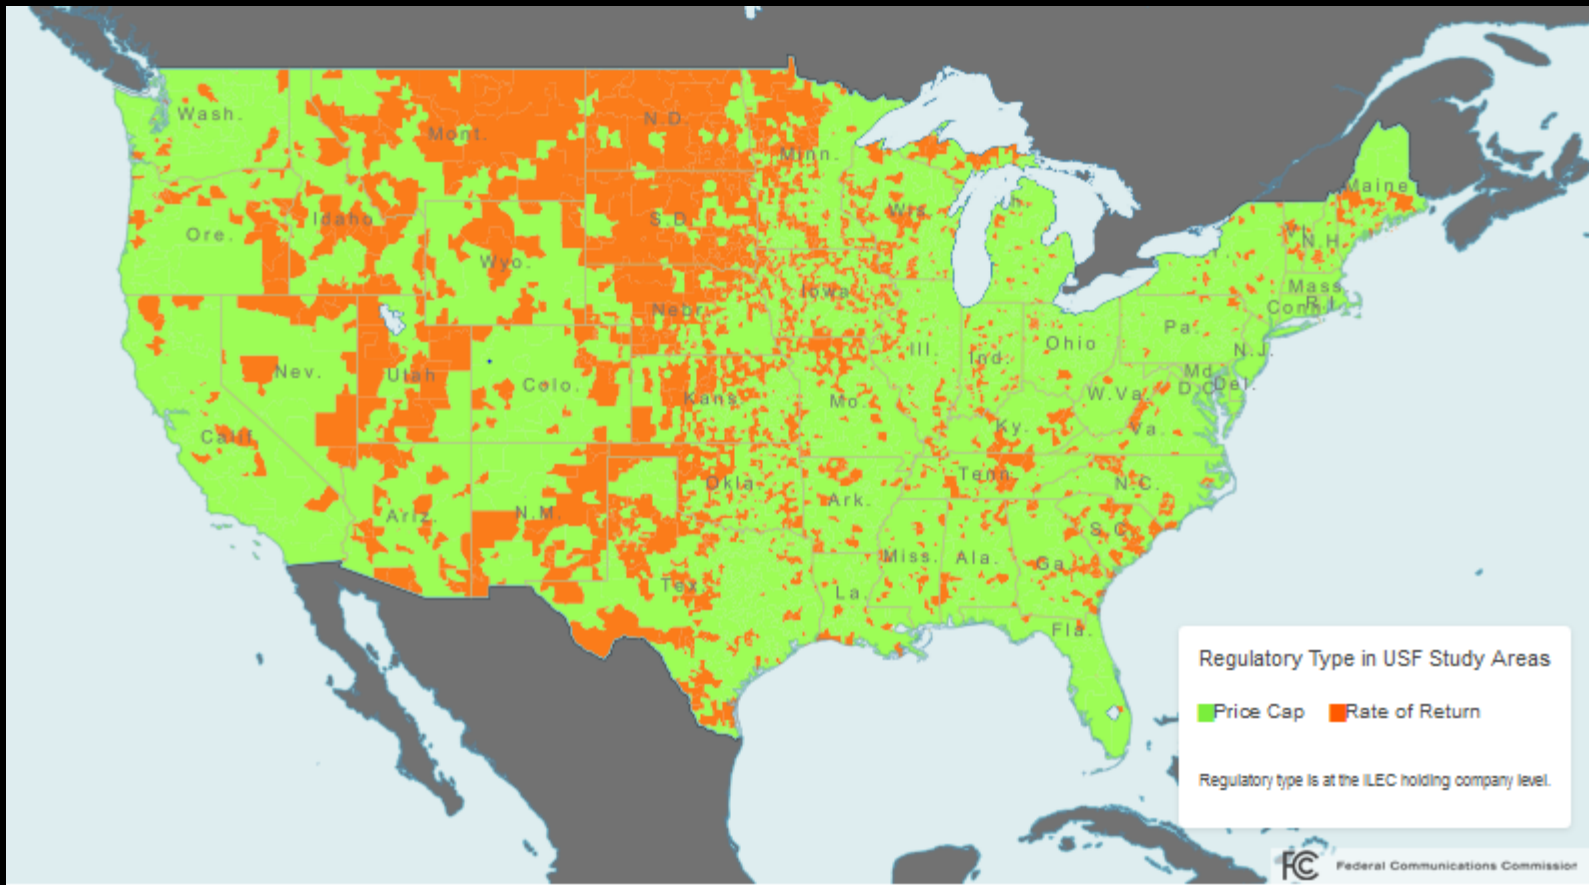 Wash.
Mont.
N.D.
Minn.
Maine
Ore.
Idaho
S.D.
Wis.
h.
Vt.
N.H.
Wyo.
Nebr.
Iowa
Mass.
Conn.
R.I.
Pa.
Ill.
Ind.
Ohio
N.J.
Nev.
Utah
Colo.
Kans.
Mo.
Md.
D.C.
Del.
W.Va.
Calif.
Ky.
Va.
Ariz.
N.M.
Okla.
Ark.
Tenn.
N.C.
S.C.
Tex.
La.
Miss.
Ala.
Ga.
Fla.
Regulatory Type in USF Study Areas
Price Cap Rate of Return
Regulatory type is at the ILEC holding company level.
FCC Federal Communications Commission